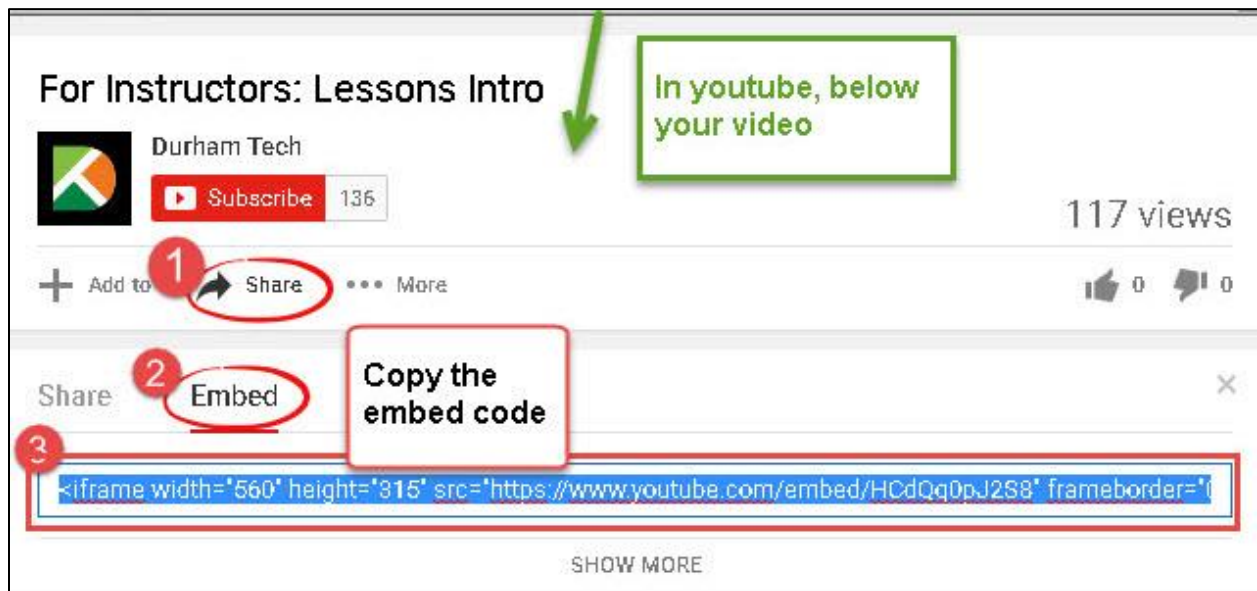 In youtube, below
your video
For Instructors: Lessons Intro
Durham Tech
Subscribe 136
117 views
1
Add to Share ••• More
0 0
2
Share Embed
Copy the
embed code
3
<iframe width="560" height="315" src="https://www.youtube.com/embed/HCdQq0pJ2S8" frameborder="0
SHOW MORE